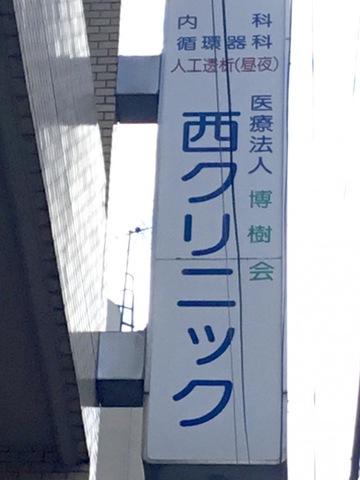 内科
循環器科
人工透析(昼夜)
医療法人 博樹会
西クリニック